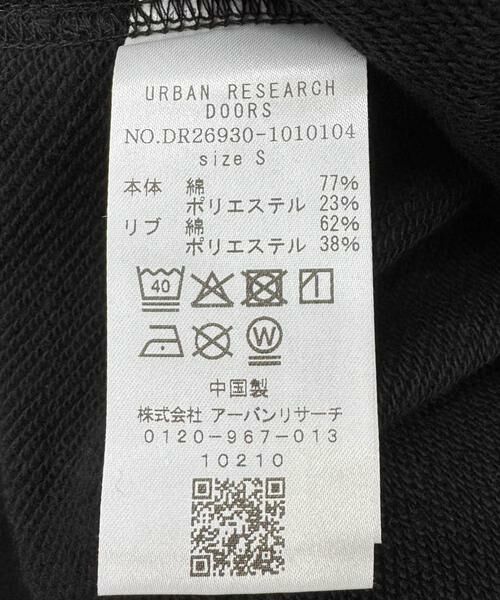 URBAN RESEARCH
DOORS
NO.DR26930-1010104
size S
本体 綿 77%
ポリエステル 23%
リブ 綿 62%
ポリエステル 38%
40
W
中国製
株式会社 アーバンリサーチ
0120-967-013
10210